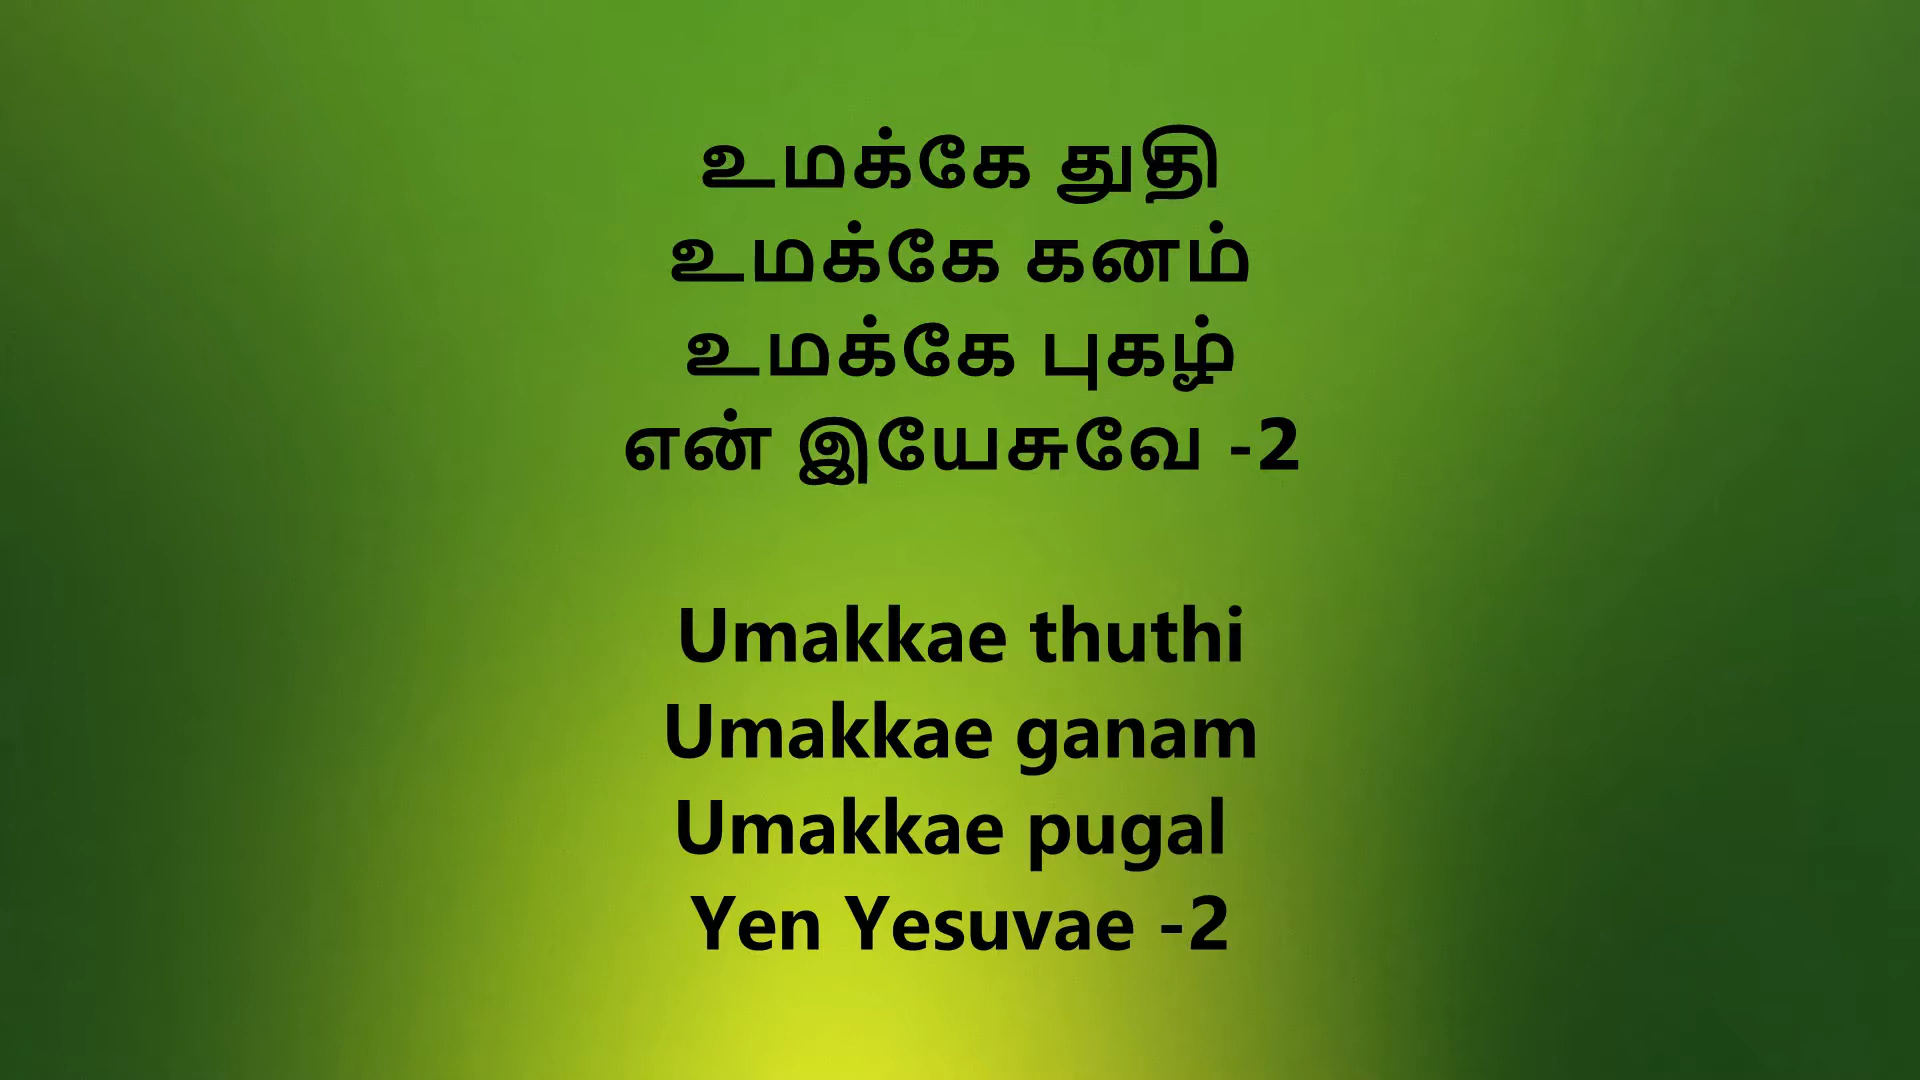 உமக்கே துதி
உமக்கே கனம்
உமக்கே புகழ்
என் இயேசுவே -2
Umakkae thuthi
Umakkae ganam
Umakkae pugal
Yen Yesuvae -2